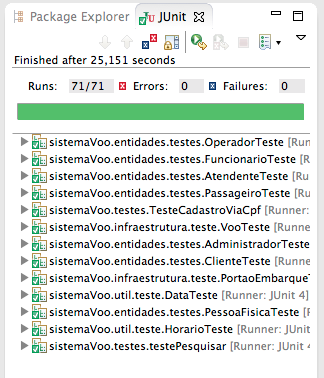 Package Explorer JUnit
Finished after 25,151 seconds
Runs: 71/71 Errors: 0 Failures: 0
sistemaVoo.entidades.testes.OperadorTeste [Run
sistemaVoo.entidades.testes.FuncionarioTeste [R
sistemaVoo.entidades.testes.AtendenteTeste [Ru
sistemaVoo.entidades.testes.PassageiroTeste [Ru
sistemaVoo.testes.TesteCadastroViaCpf [Runner:
sistemaVoo.infraestrutura.teste.VooTeste [Runne
sistemaVoo.entidades.testes.AdministradorTeste
sistemaVoo.entidades.testes.ClienteTeste [Runne
sistemaVoo.infraestrutura.teste.PortaoEmbarque
sistemaVoo.util.teste.DataTeste [Runner: JUnit 4]
sistemaVoo.entidades.testes.PessoaFisicaTeste [R
sistemaVoo.util.teste.HorarioTeste [Runner: JUnit
sistemaVoo.testes.testePesquisar [Runner: JUnit 4